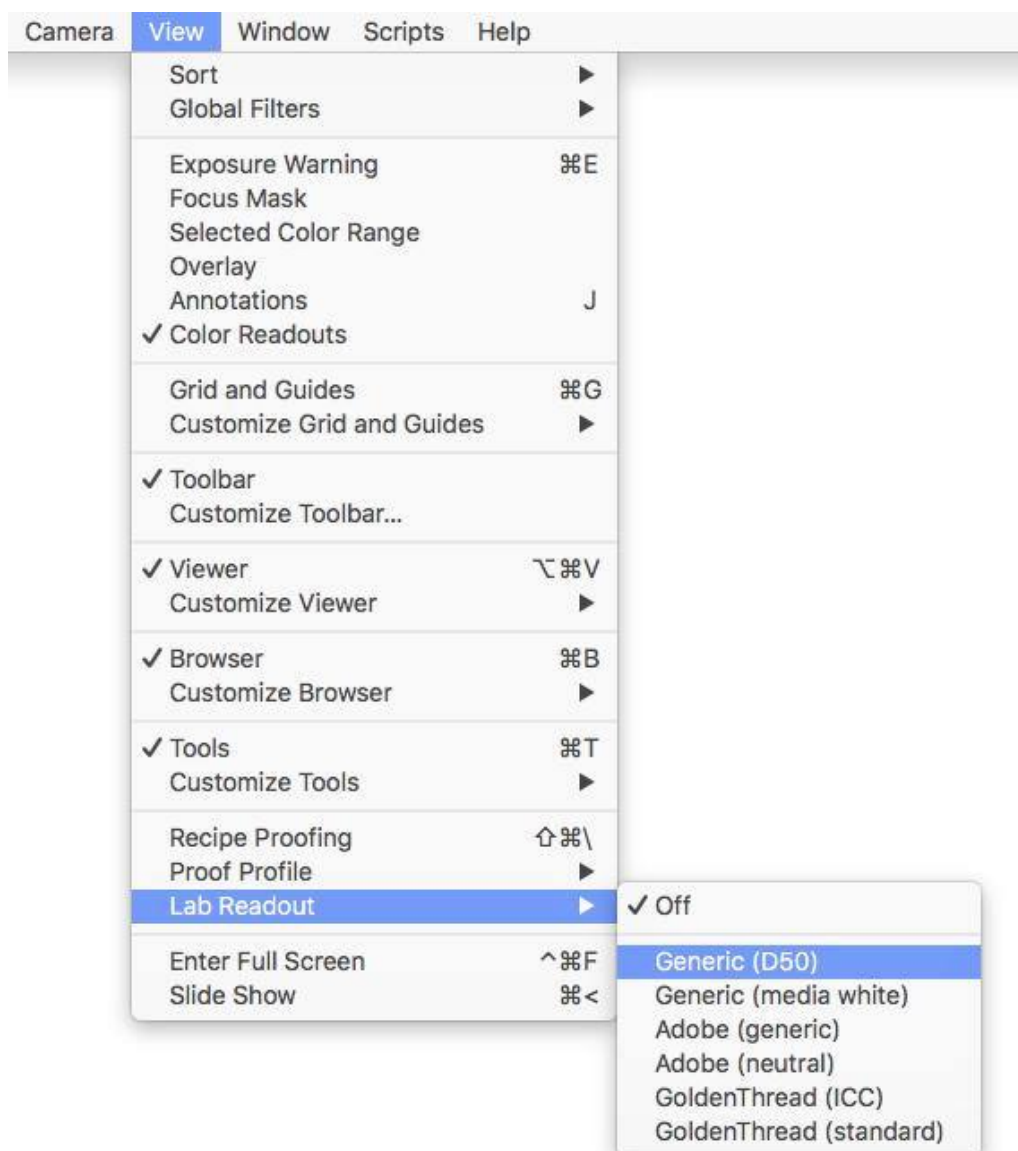 Camera View Window Scripts Help
Sort ▶
Global Filters ▶
Exposure Warning ⌘E
Focus Mask
Selected Color Range
Overlay
Annotations J
✓ Color Readouts
Grid and Guides ⌘G
Customize Grid and Guides ▶
✓ Toolbar
Customize Toolbar...
✓ Viewer ⌥⌘V
Customize Viewer ▶
✓ Browser ⌘B
Customize Browser ▶
✓ Tools ⌘T
Customize Tools ▶
Recipe Proofing ⇧⌘\
Proof Profile ▶
Lab Readout ▶
✓ Off
Enter Full Screen ^⌘F
Slide Show ⌘<
Generic (D50)
Generic (media white)
Adobe (generic)
Adobe (neutral)
GoldenThread (ICC)
GoldenThread (standard)